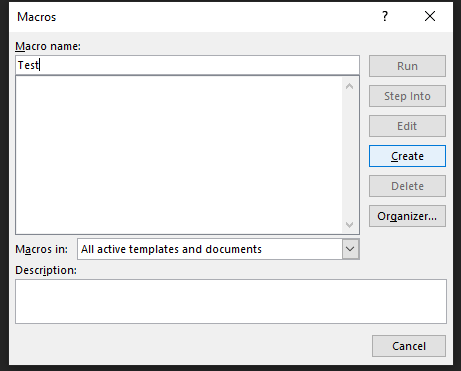 Macros
?
Macro name:
Test
Run
Step Into
Edit
Create
Delete
Organizer...
Macros in:
All active templates and documents
Description:
Cancel